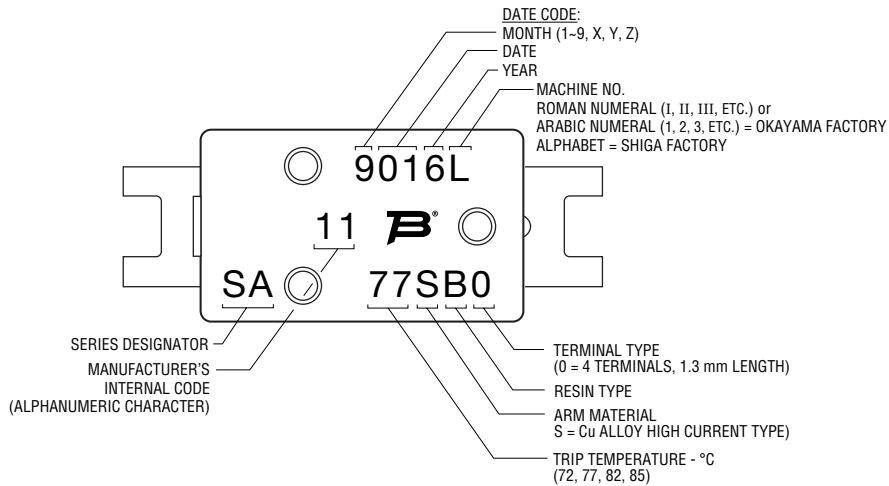 DATE CODE:
MONTH (1~9, X, Y, Z)
DATE
YEAR
MACHINE NO.
ROMAN NUMERAL (I, II, III, ETC.) or
ARABIC NUMERAL (1, 2, 3, ETC.) = OKAYAMA FACTORY
ALPHABET = SHIGA FACTORY
9016L
11 B®
SA 77SB0
SERIES DESIGNATOR
MANUFACTURER'S
INTERNAL CODE
(ALPHANUMERIC CHARACTER)
TERMINAL TYPE
(0 = 4 TERMINALS, 1.3 mm LENGTH)
RESIN TYPE
ARM MATERIAL
S = Cu ALLOY HIGH CURRENT TYPE)
TRIP TEMPERATURE - °C
(72, 77, 82, 85)